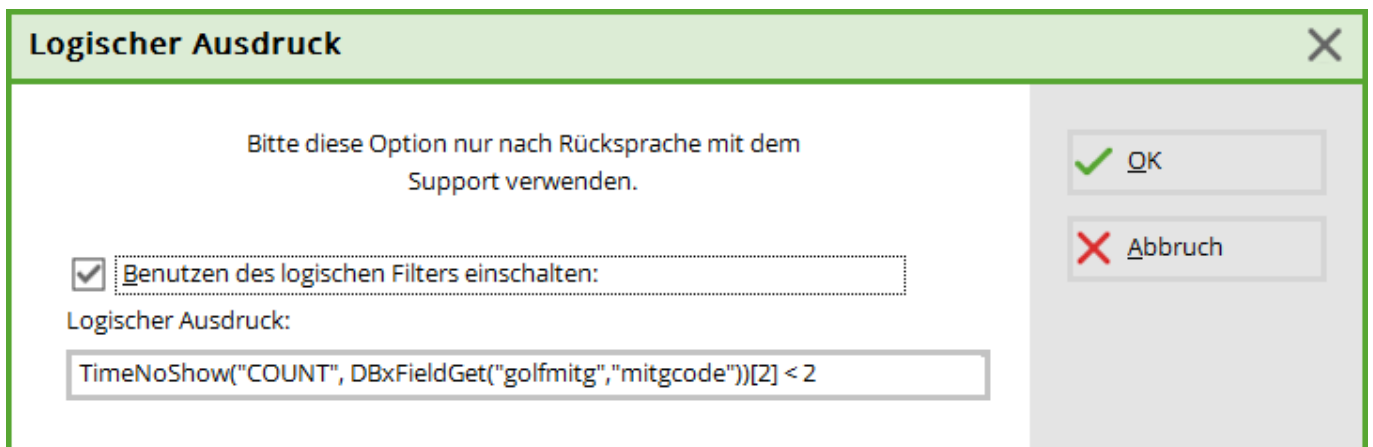 Logischer Ausdruck
Bitte diese Option nur nach Rücksprache mit dem
Support verwenden.
OK
Abbruch
Benutzen des logischen Filters einschalten:
Logischer Ausdruck:
TimeNoShow("COUNT", DBxFieldGet("golfmitg","mitgcode"))[2] < 2